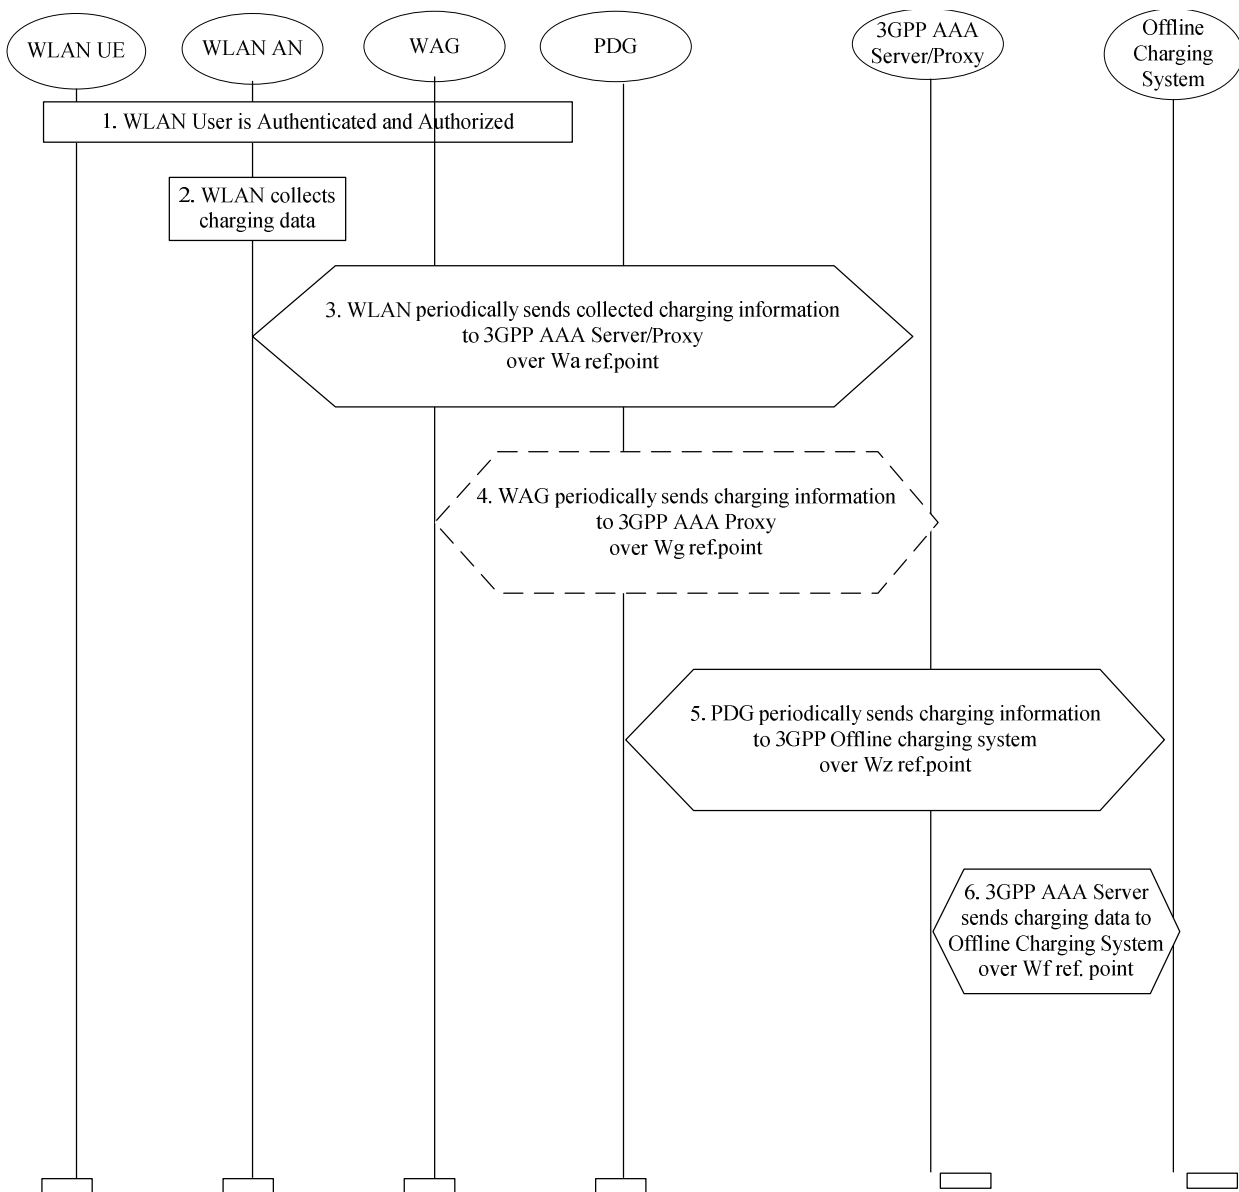 WLAN UE
WLAN AN
WAG
PDG
3GPP AAA
Server/Proxy
Offline
Charging
System
1. WLAN User is Authenticated and Authorized
2. WLAN collects
charging data
3. WLAN periodically sends collected charging information
to 3GPP AAA Server/Proxy
over Wa ref.point
4. WAG periodically sends charging information
to 3GPP AAA Proxy
over Wg ref.point
5. PDG periodically sends charging information
to 3GPP Offline charging system
over Wz ref.point
6. 3GPP AAA Server
sends charging data to
Offline Charging System
over Wf ref. point